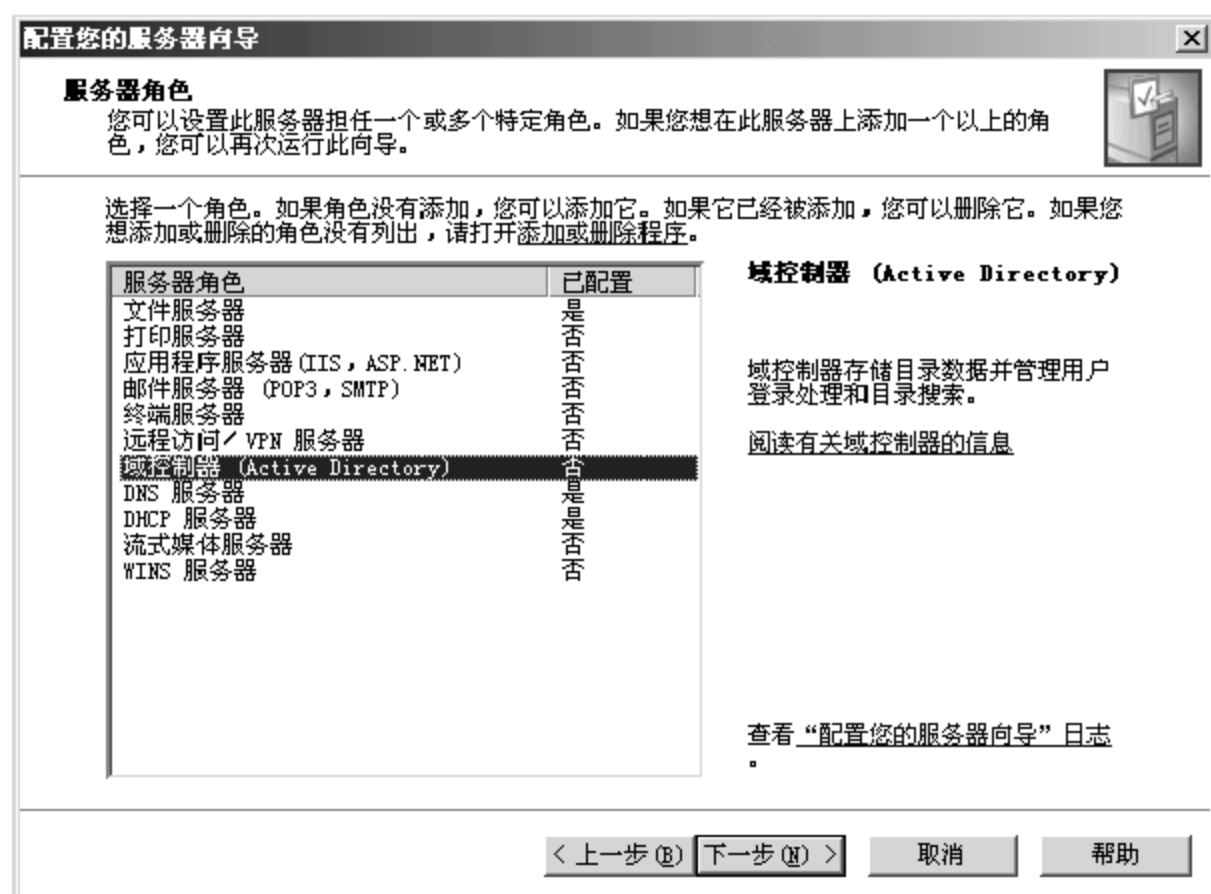 配置您的服务器向导
服务器角色
您可以设置此服务器担任一个或多个特定角色。如果您想在此服务器上添加一个以上的角
色，您可以再次运行此向导。
选择一个角色。如果角色没有添加，您可以添加它。如果它已经被添加，您可以删除它。如果您
想添加或删除的角色没有列出，请打开添加或删除程序。
服务器角色 已配置
文件服务器 是
打印服务器 否
应用程序服务器(IIS，ASP.NET) 否
邮件服务器 (POP3，SMTP) 否
终端服务器 否
远程访问/VPN 服务器 否
域控制器 (Active Directory) 否
DNS 服务器 是
DHCP 服务器 是
流式媒体服务器 否
WINS 服务器 否
域控制器 (Active Directory)
域控制器存储目录数据并管理用户
登录处理和目录搜索。
阅读有关域控制器的信息
查看“配置您的服务器向导”日志
。
< 上一步(B) 下一步(N) > 取消 帮助